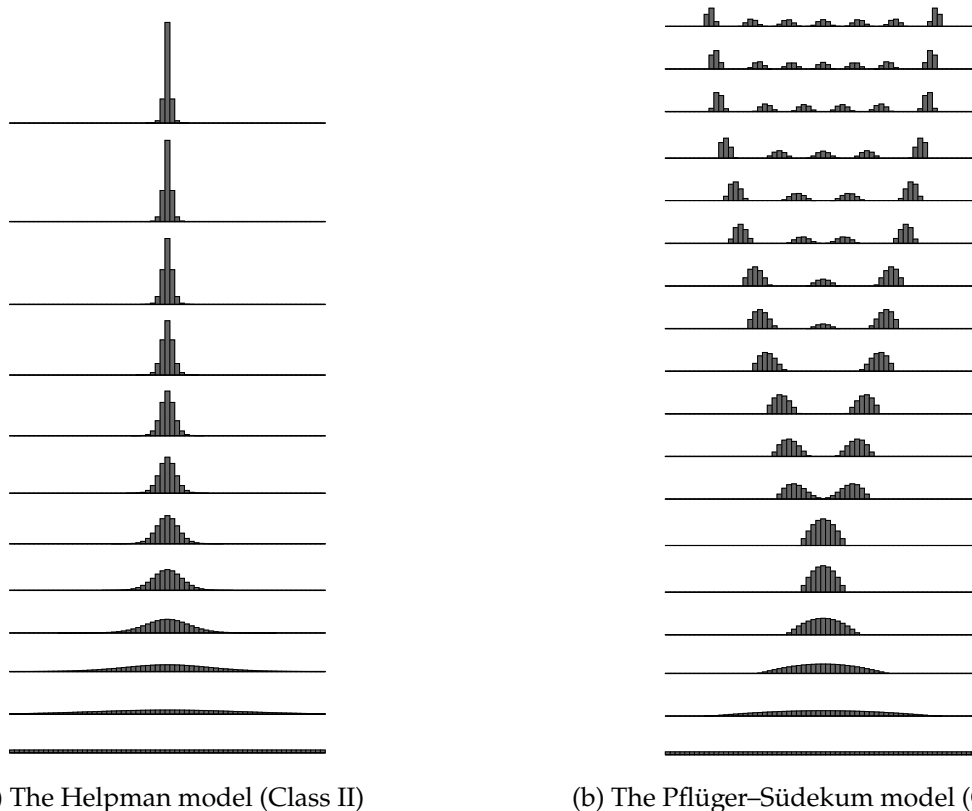 ) The Helpman model (Class II)
(b) The Pflüger–Südekum model (